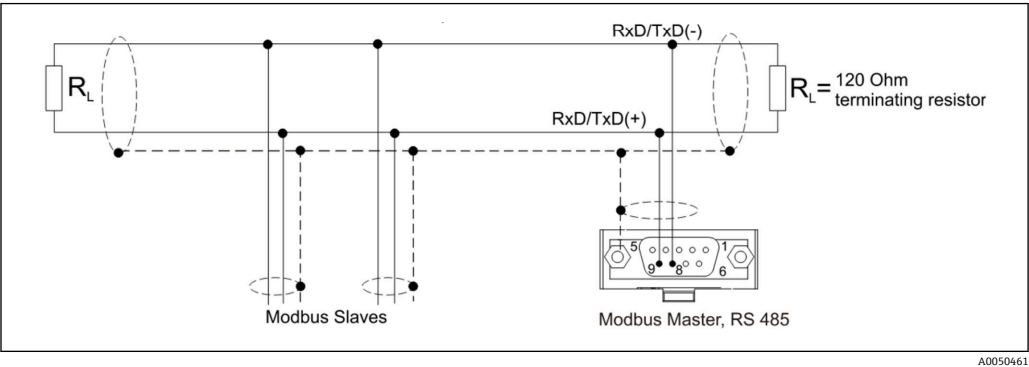 RxD/TxD(-)
RL
RL= 120 Ohm
terminating resistor
RxD/TxD(+)
5
1
9
8
6
Modbus Slaves
Modbus Master, RS 485
A0050461